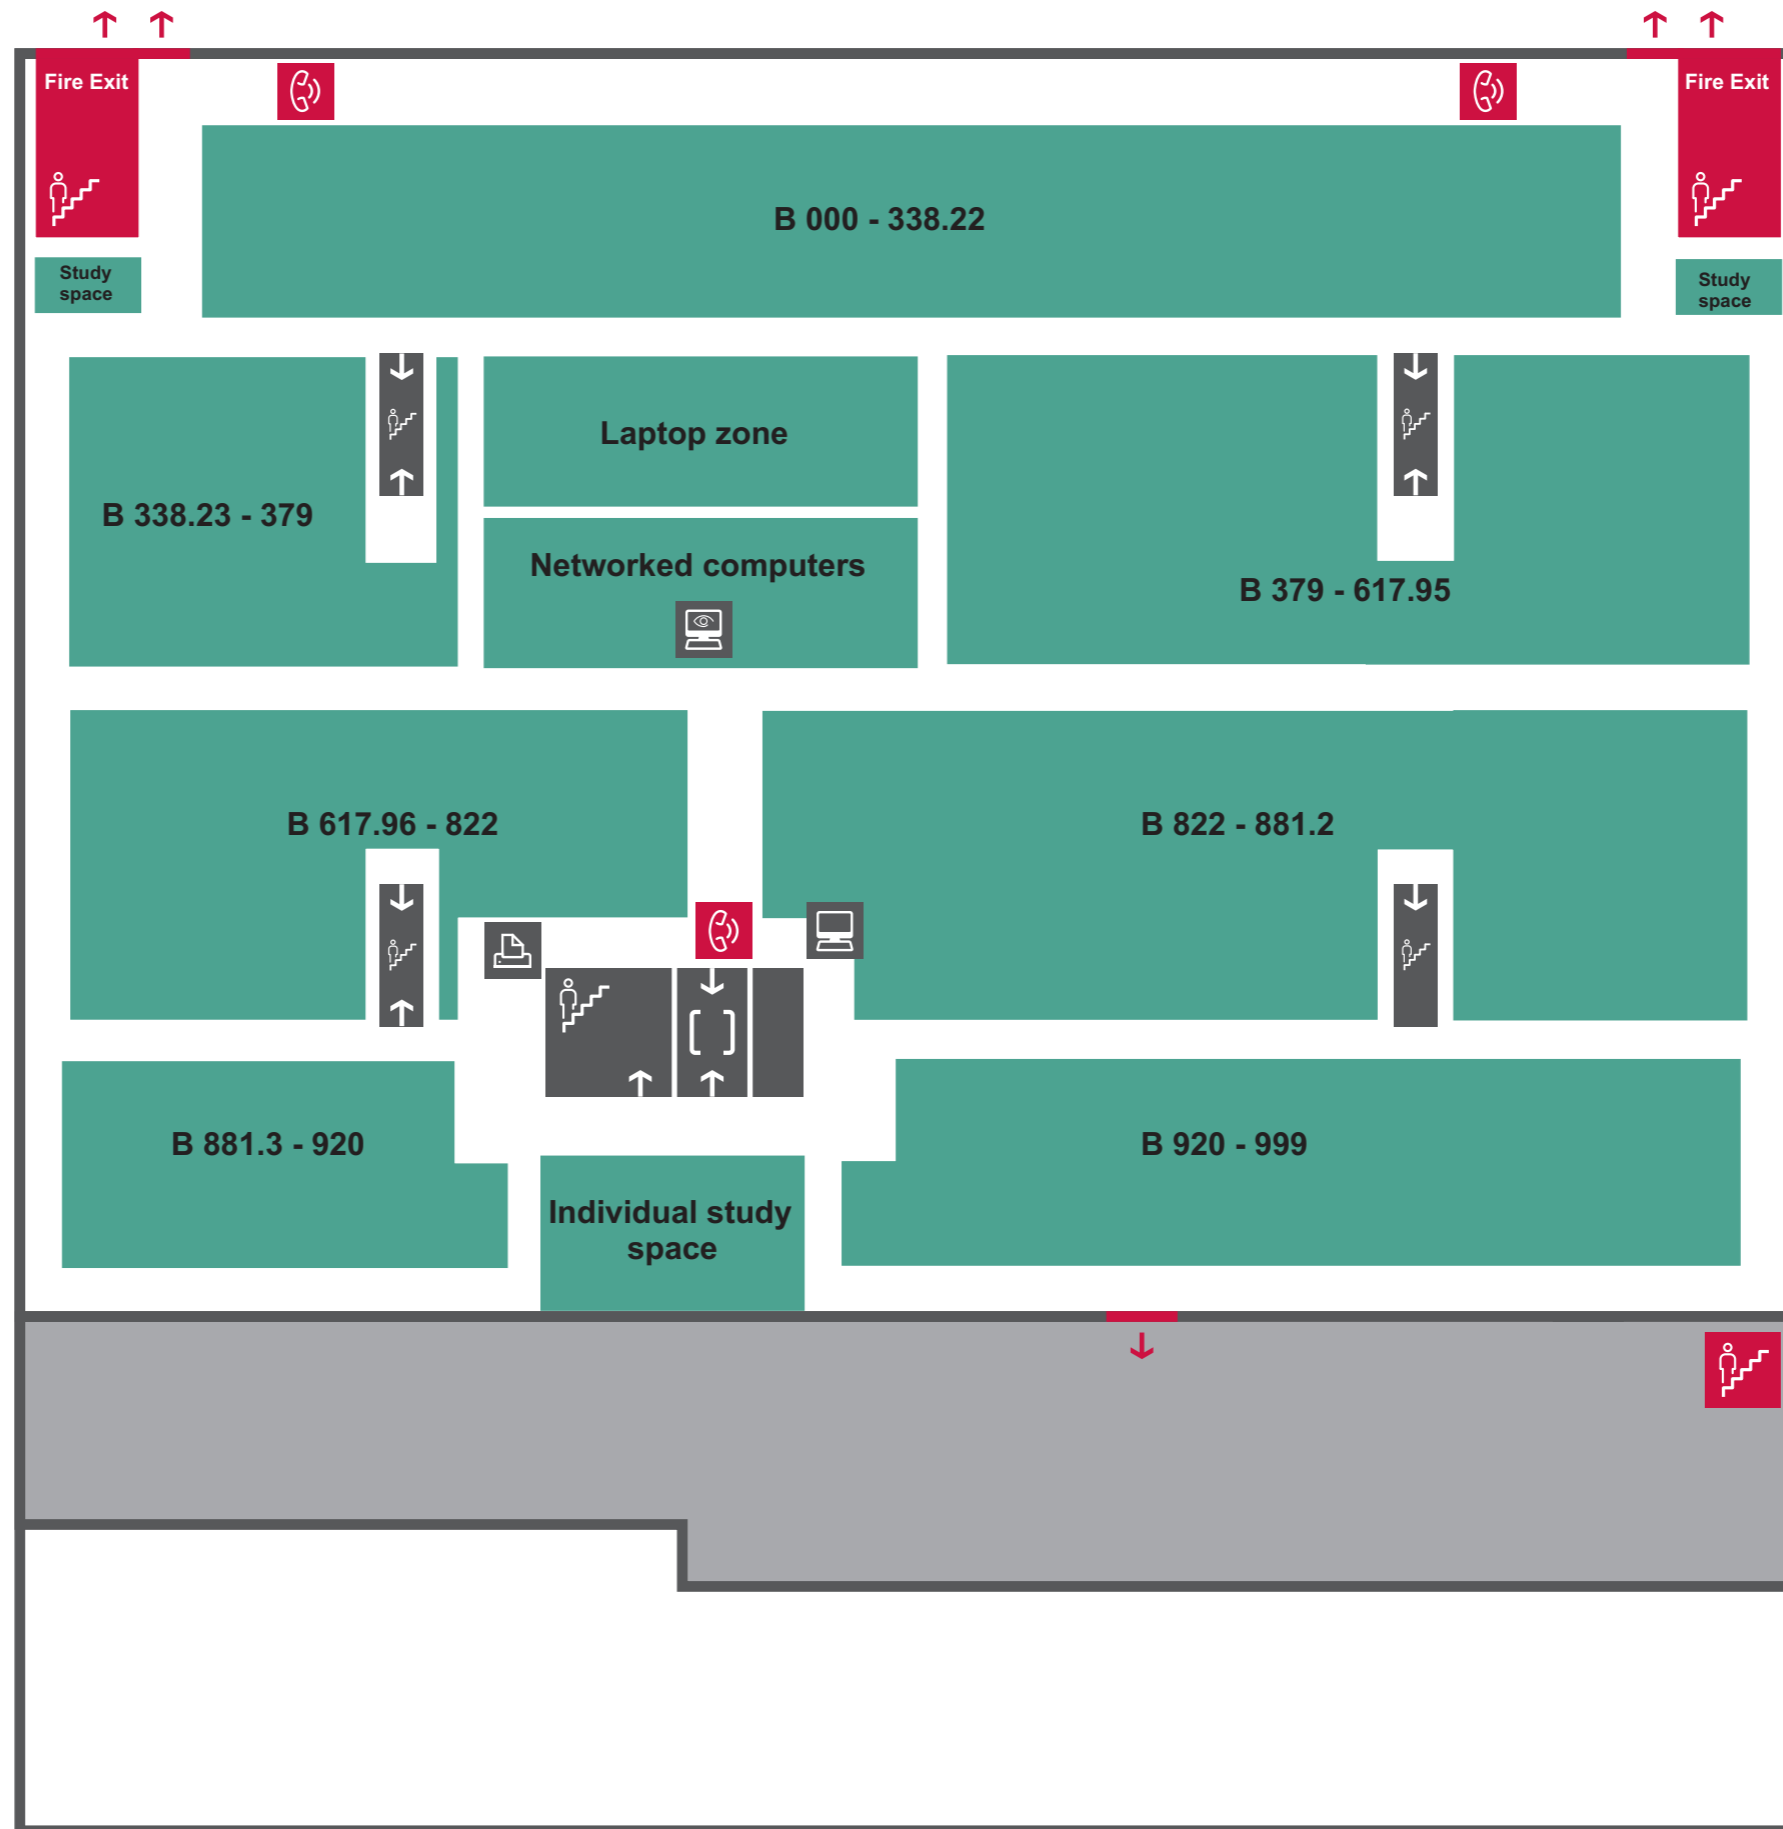 Fire Exit
Fire Exit
B 000 - 338.22
Study
space
Study
space
Laptop zone
B 338.23 - 379
Networked computers
B 379 - 617.95
B 617.96 - 822
B 822 - 881.2
B 881.3 - 920
B 920 - 999
Individual study
space